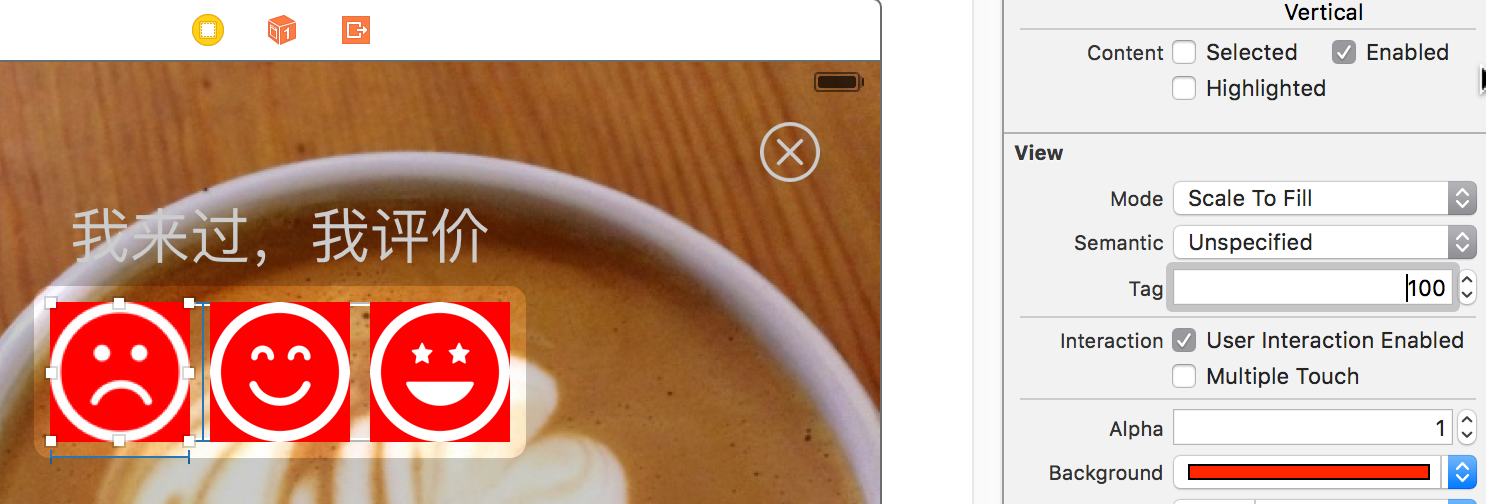 Vertical
Content Selected Enabled
Highlighted
View
Mode Scale To Fill
Semantic Unspecified
Tag 100
Interaction User Interaction Enabled
Multiple Touch
Alpha 1
Background
1
我来过，我评价